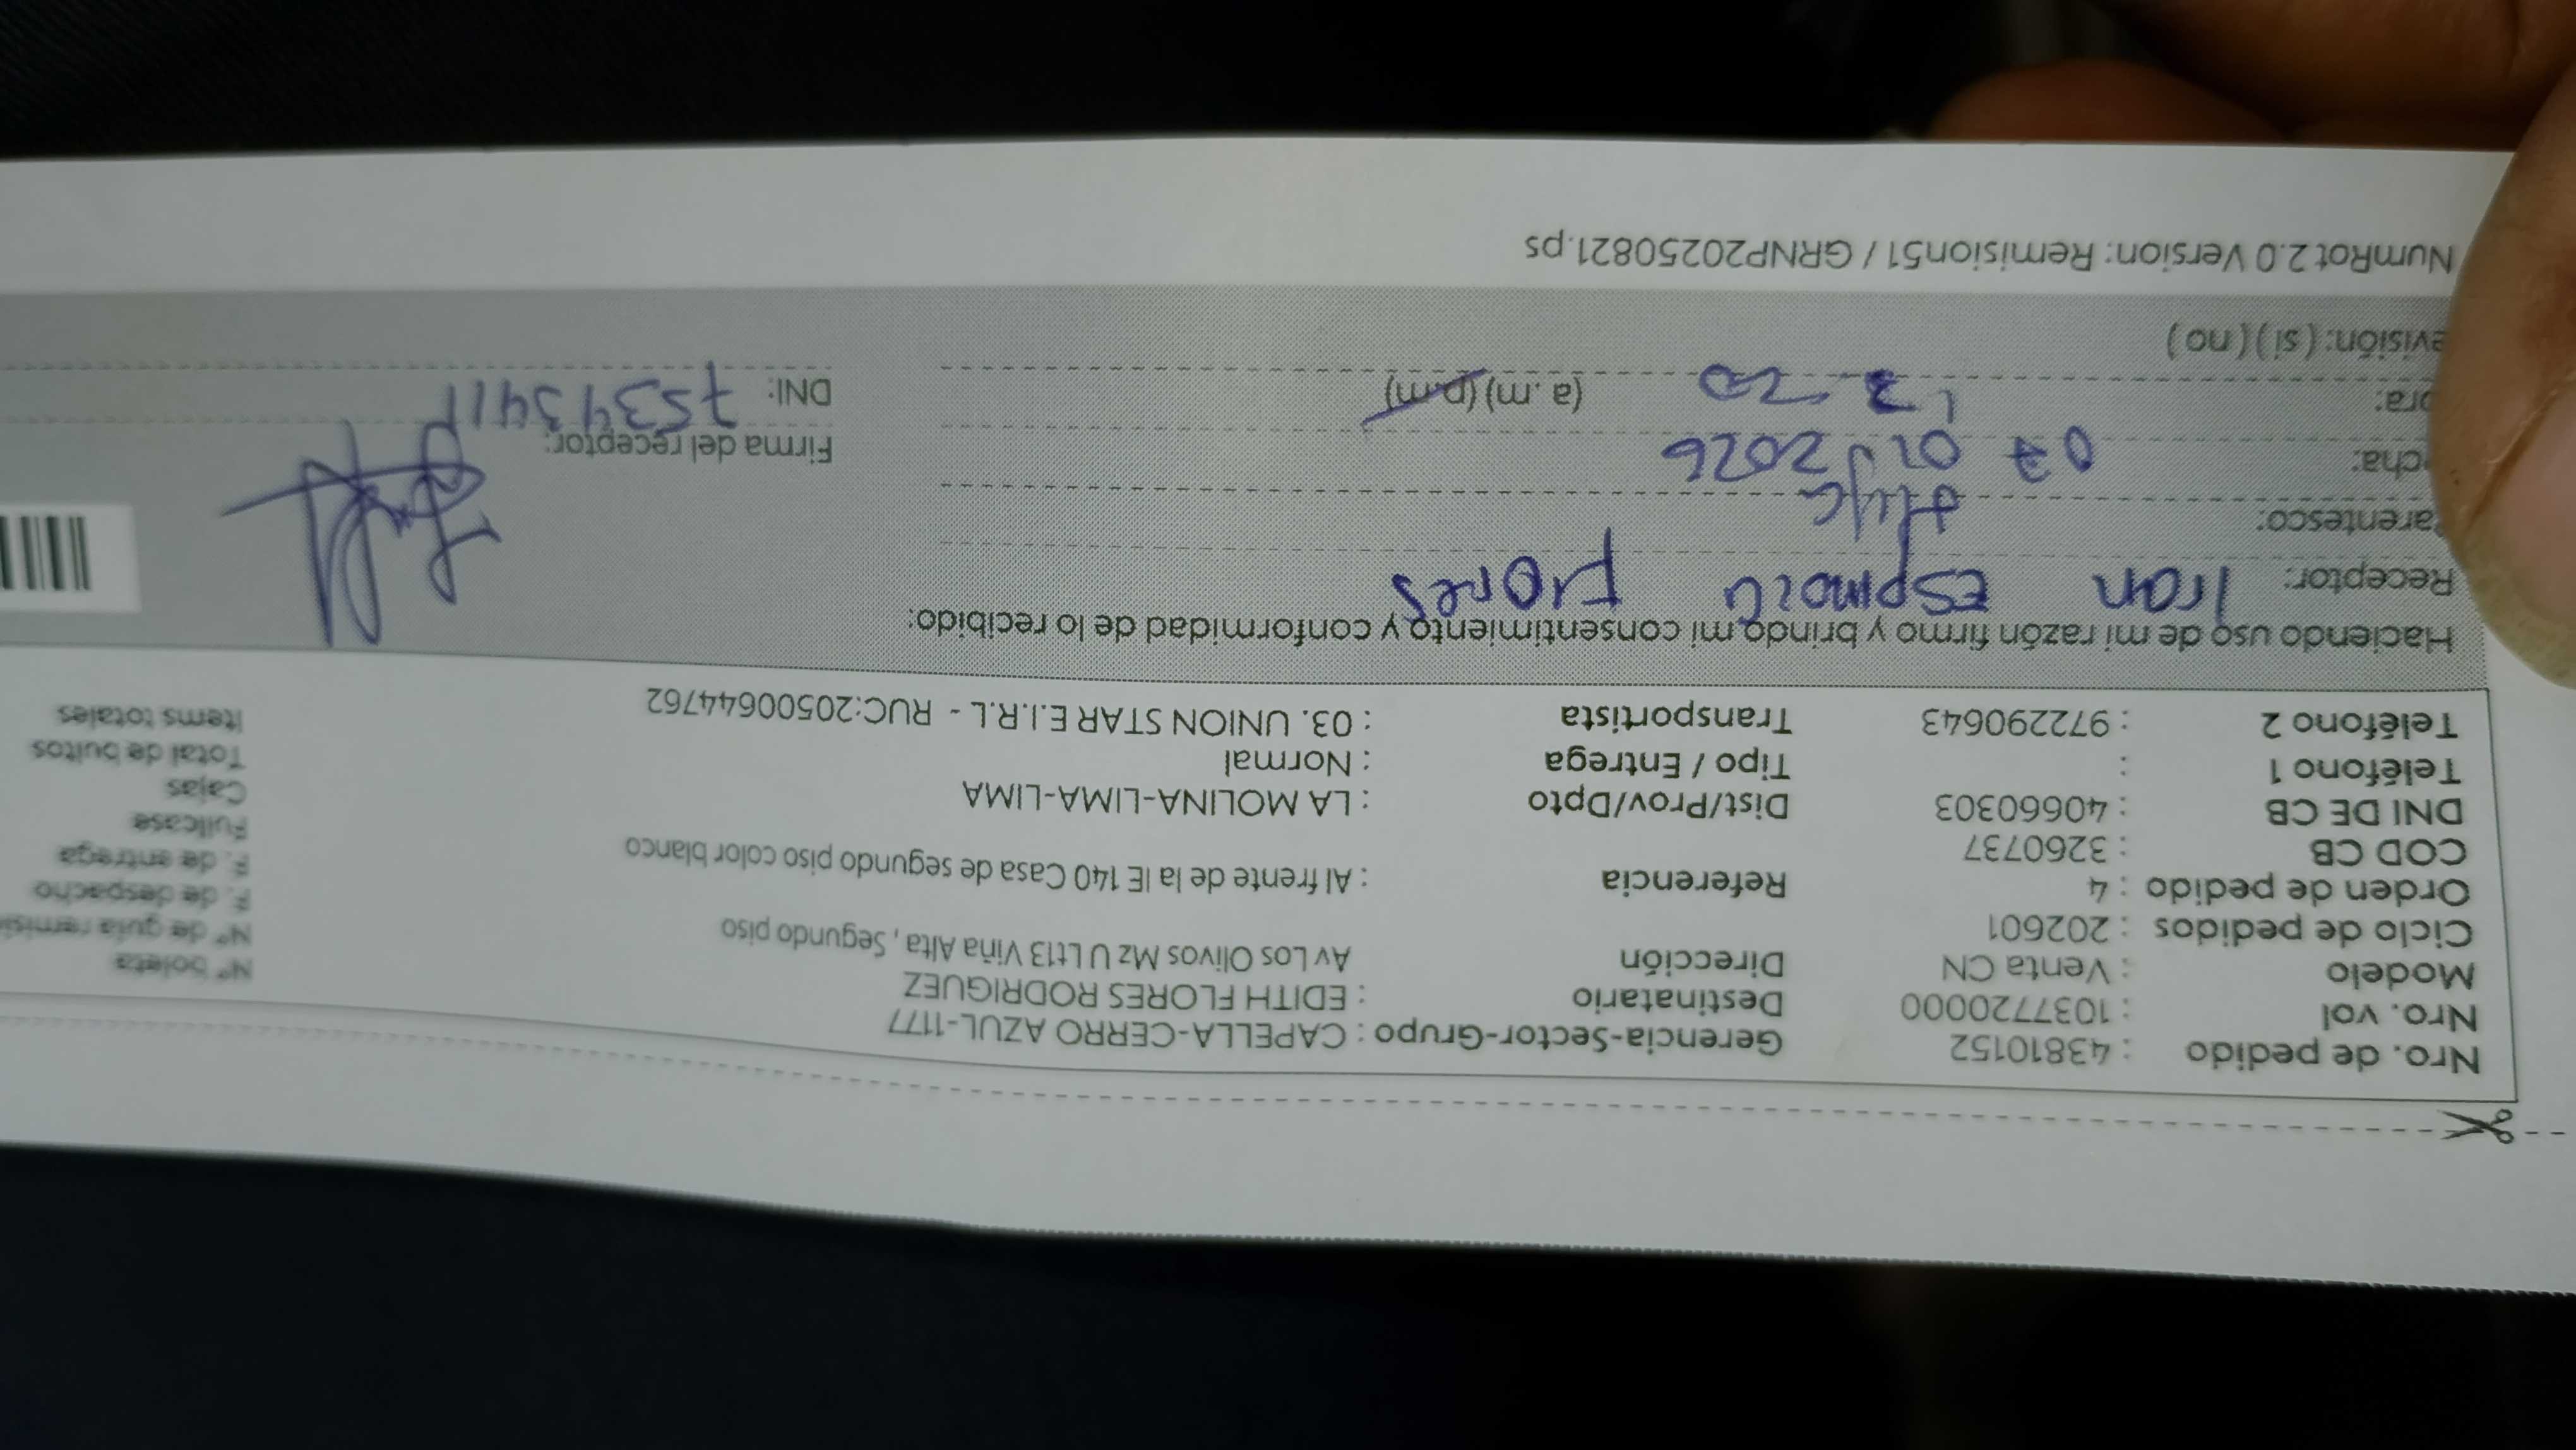 Nro. de pedido : 43810152
Nro. vol : 1037720000
Modelo : Venta CN
Ciclo de pedidos : 202601
Orden de pedido : 4
COD CB : 3260737
DNI DE CB : 40660303
Teléfono 1 :
Teléfono 2 : 972290643
Gerencia-Sector-Grupo : CAPELLA-CERRO AZUL-1177
Destinatario : EDITH FLORES RODRIGUEZ
Dirección Av Los Olivos Mz U Lt13 Viña Alta , Segundo piso
Referencia : Al frente de la IE 140 Casa de segundo piso color blanco
Dist/Prov/Dpto : LA MOLINA-LIMA-LIMA
Tipo / Entrega : Normal
Transportista : 03. UNION STAR E.I.R.L - RUC:20500644762
N° boleta
N° de guía remisi
F. de despacho
F. de entrega
Fullcase
Cajas
Total de bultos
Items totales
Haciendo uso de mi razón firmo y brindo mi consentimiento y conformidad de lo recibido:
Receptor: Flores
arentesco: Hija
cha: 07 01 2026
ora: (a.m)(p.m)
evisión: (si)(no)
Firma del receptor:
DNI:
NumRot 2.0 Version: Remision51 / GRNP20250821.ps